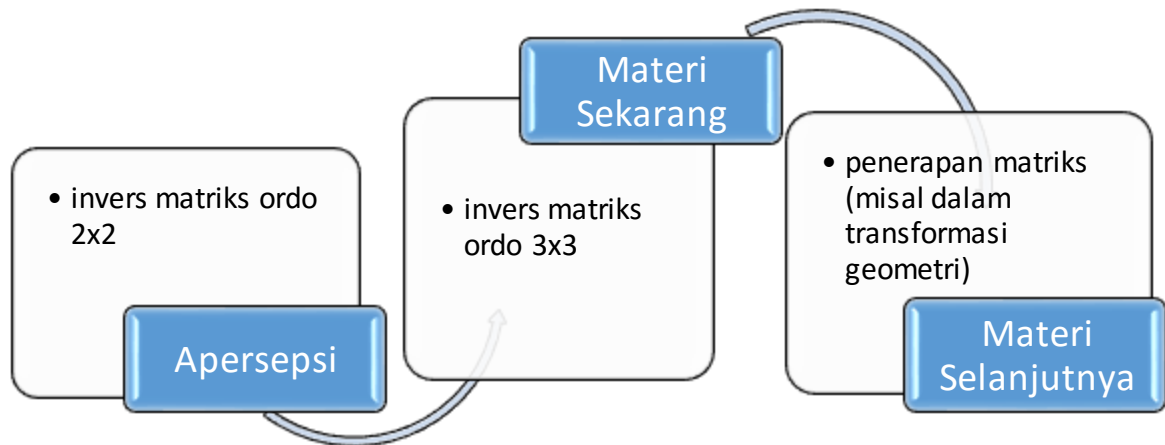 • invers matriks ordo
2x2
Apersepsi
Materi
Sekarang
• invers matriks
ordo 3x3
• penerapan matriks
(misal dalam
transformasi
geometri)
Materi
Selanjutnya